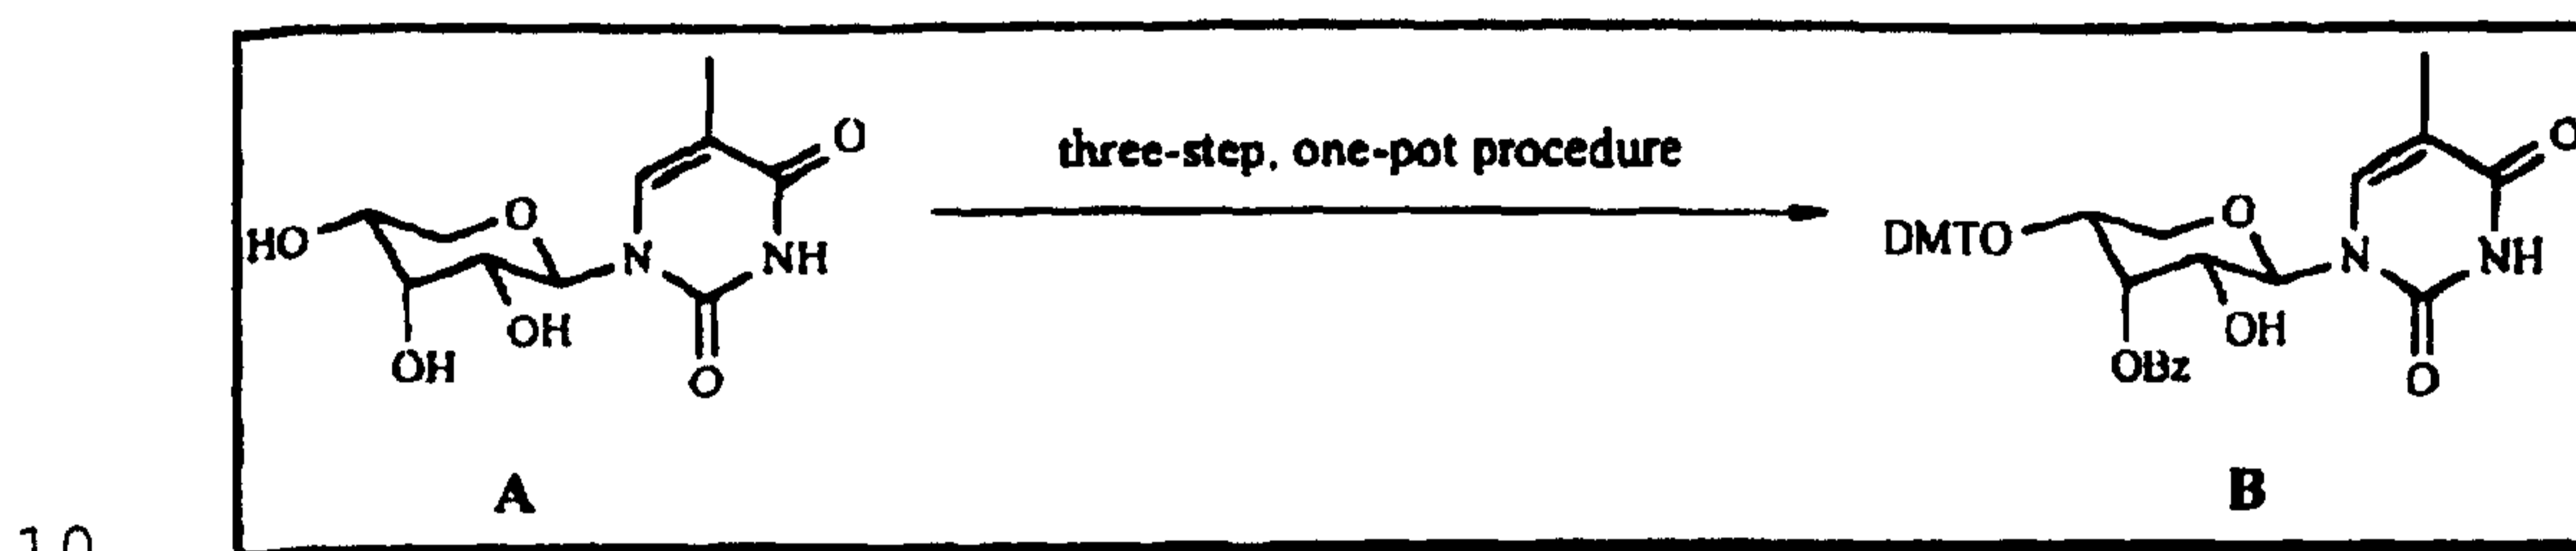 O
three-step, one-pot procedure
O
HO
O
N
NH
DMTO
O
N
NH
OH
OH
OH
OBz
O
O
A
B
10